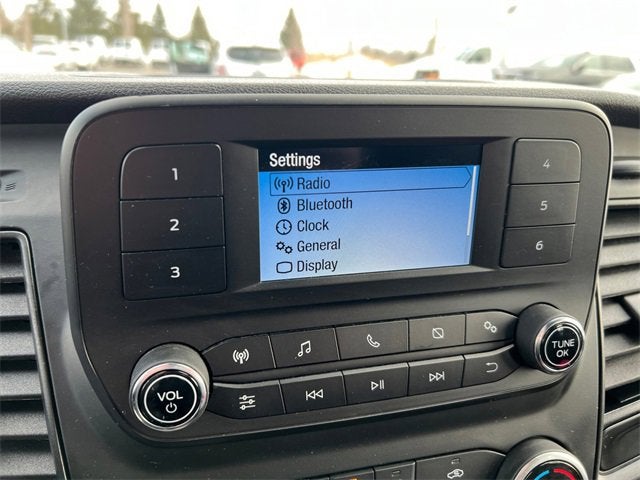 Settings
Radio
Bluetooth
Clock
General
Display
1
2
3
4
5
6
VOL
TUNE
OK